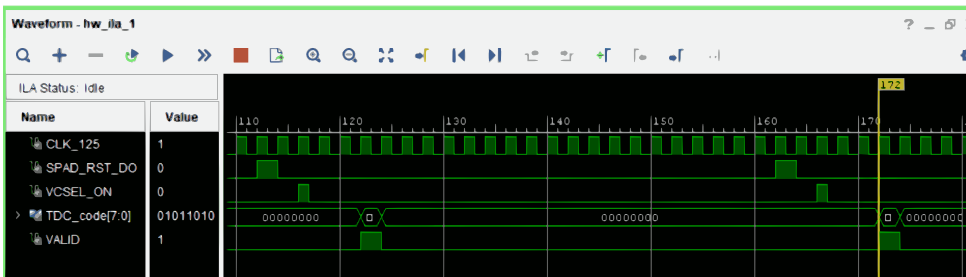 Waveform - hw_ila_1
ILA Status: Idle
172
Name Value
110 120 130 140 150 160 170
CLK_125 1
SPAD_RST_DO 0
VCSEL_ON 0
TDC_code[7:0] 01011010 00000000 00000000 00000000
VALID 1